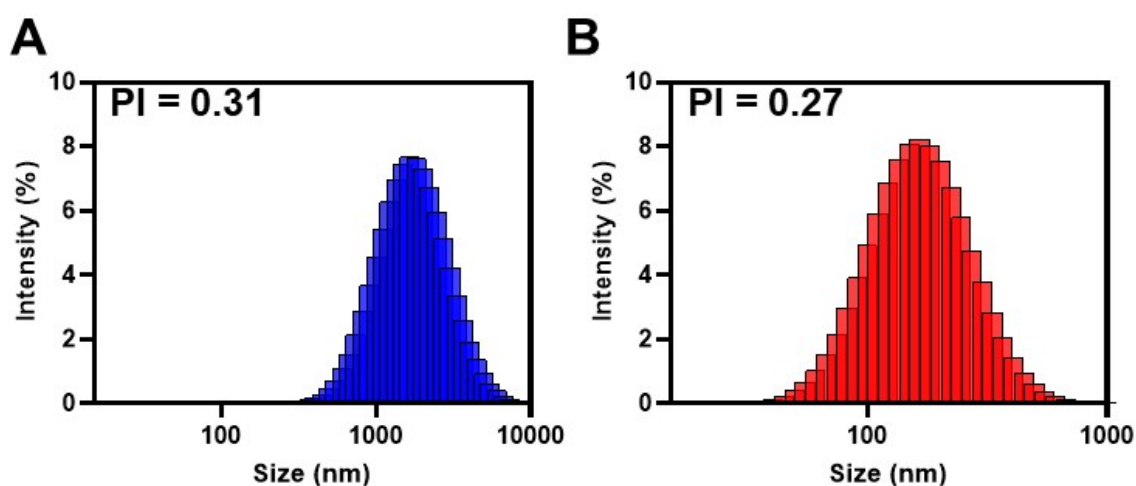 A
PI = 0.31
Intensity (%)
10
8
6
4
2
0
100
1000
10000
Size (nm)
B
PI = 0.27
Intensity (%)
10
8
6
4
2
0
100
1000
Size (nm)